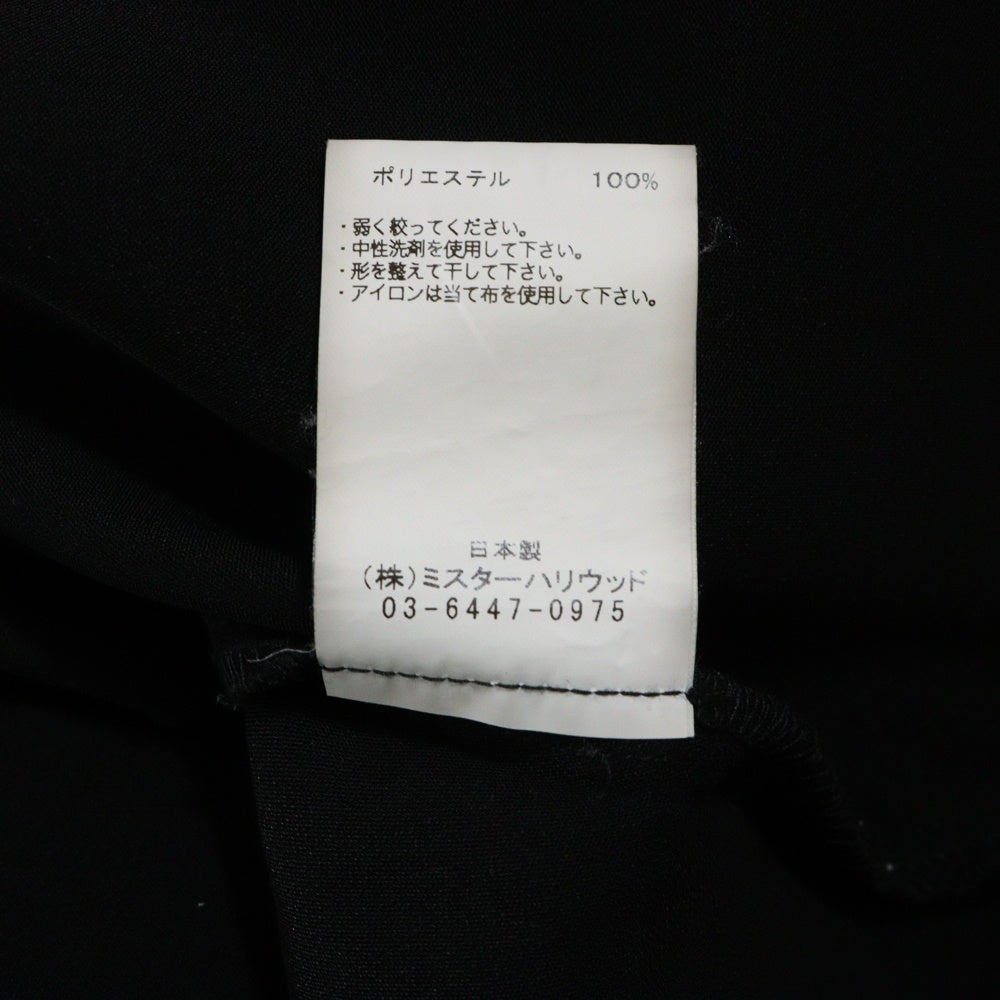 ポリエステル 100%
・弱く絞ってください。
・中性洗剤を使用して下さい。
・形を整えて干して下さい。
・アイロンは当て布を使用して下さい。
日本製
(株)ミスターハリウッド
03-6447-0975